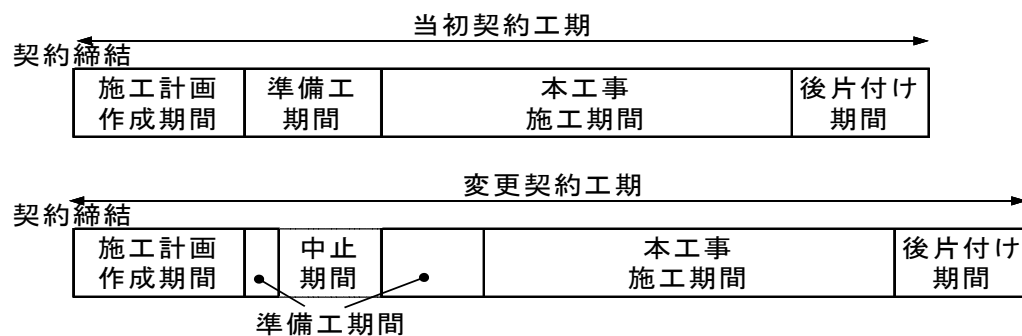 当初契約工期
契約締結
施工計画
作成期間
準備工
期間
本工事
施工期間
後片付け
期間
変更契約工期
契約締結
施工計画
作成期間
中止
期間
本工事
施工期間
後片付け
期間
準備工期間